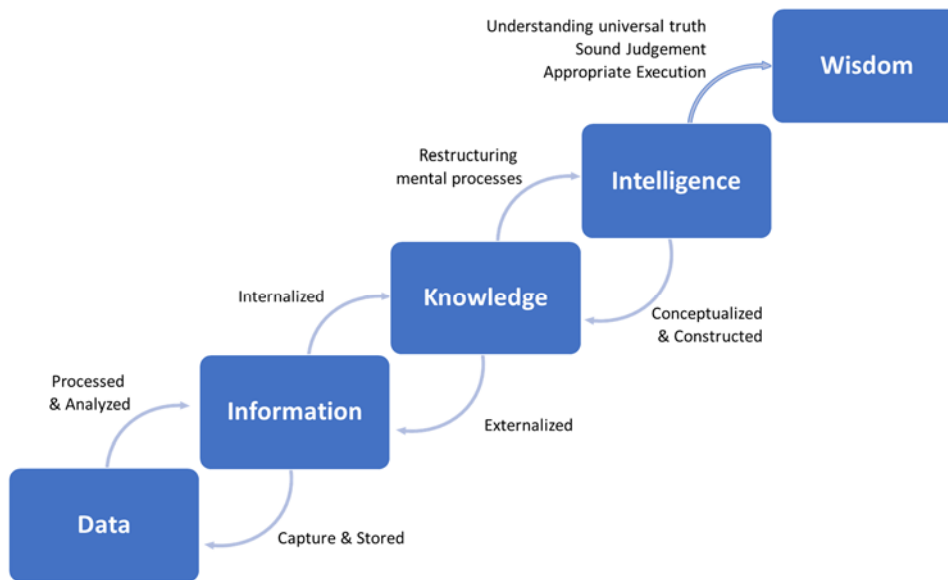 Understanding universal truth
Sound Judgement
Appropriate Execution
Wisdom
Restructuring
mental processes
Intelligence
Internalized
Knowledge
Conceptualized
& Constructed
Processed
& Analyzed
Information
Externalized
Data
Capture & Stored